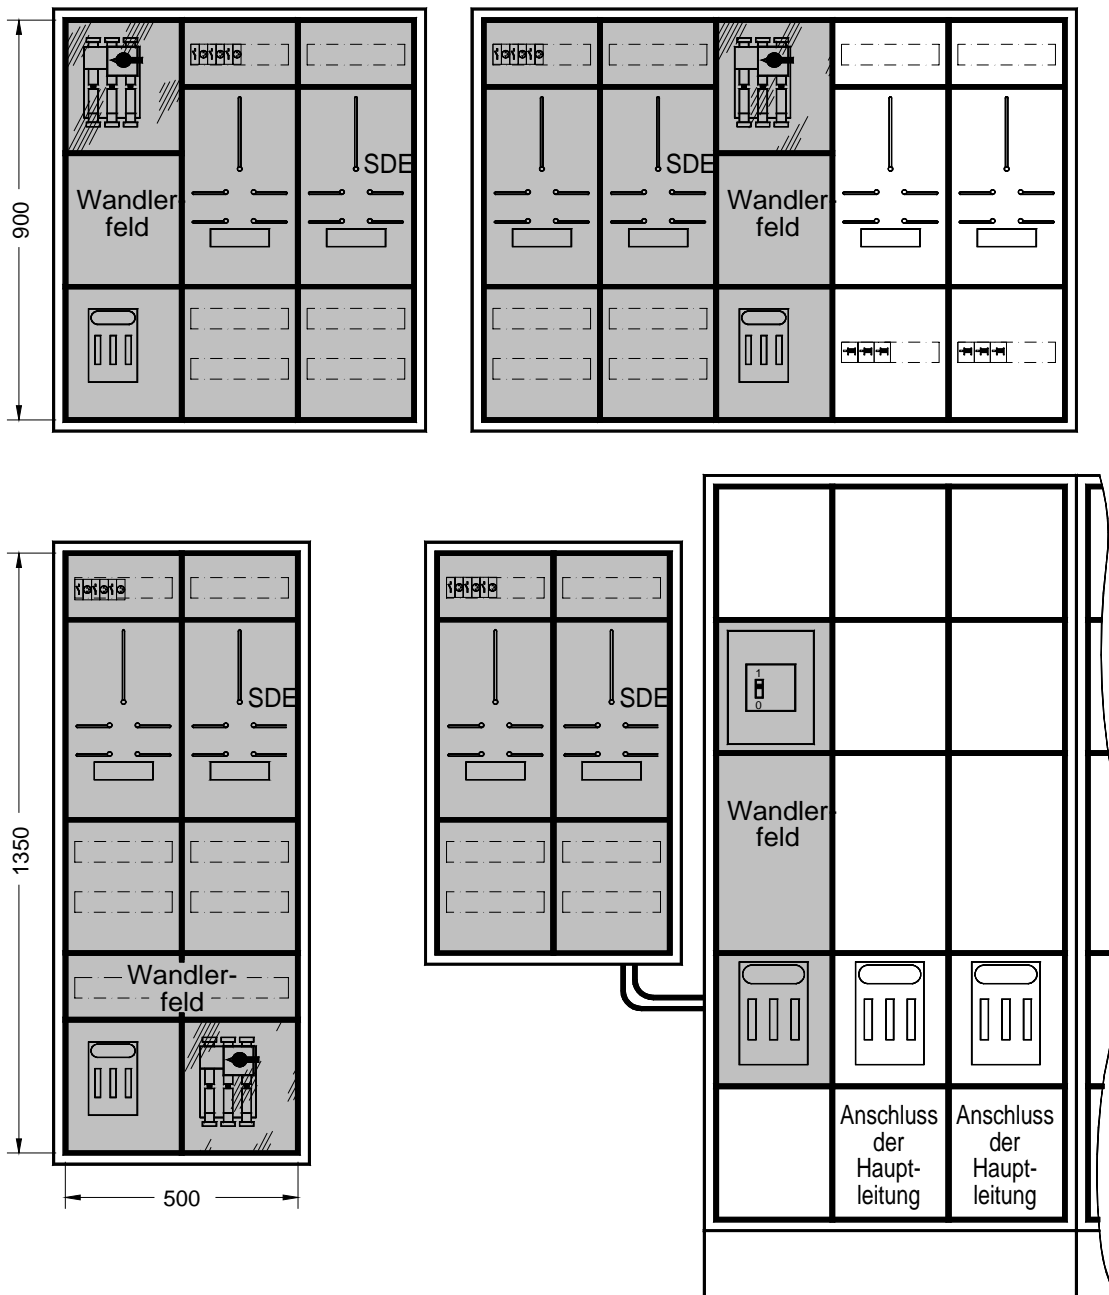 SDE
Wandler-
feld
900
SDE
Wandler-
feld
SDE
1350
Wandler-
feld
500
SDE
1
0
Wandler-
feld
Anschluss
der
Haupt-
leitung
Anschluss
der
Haupt-
leitung